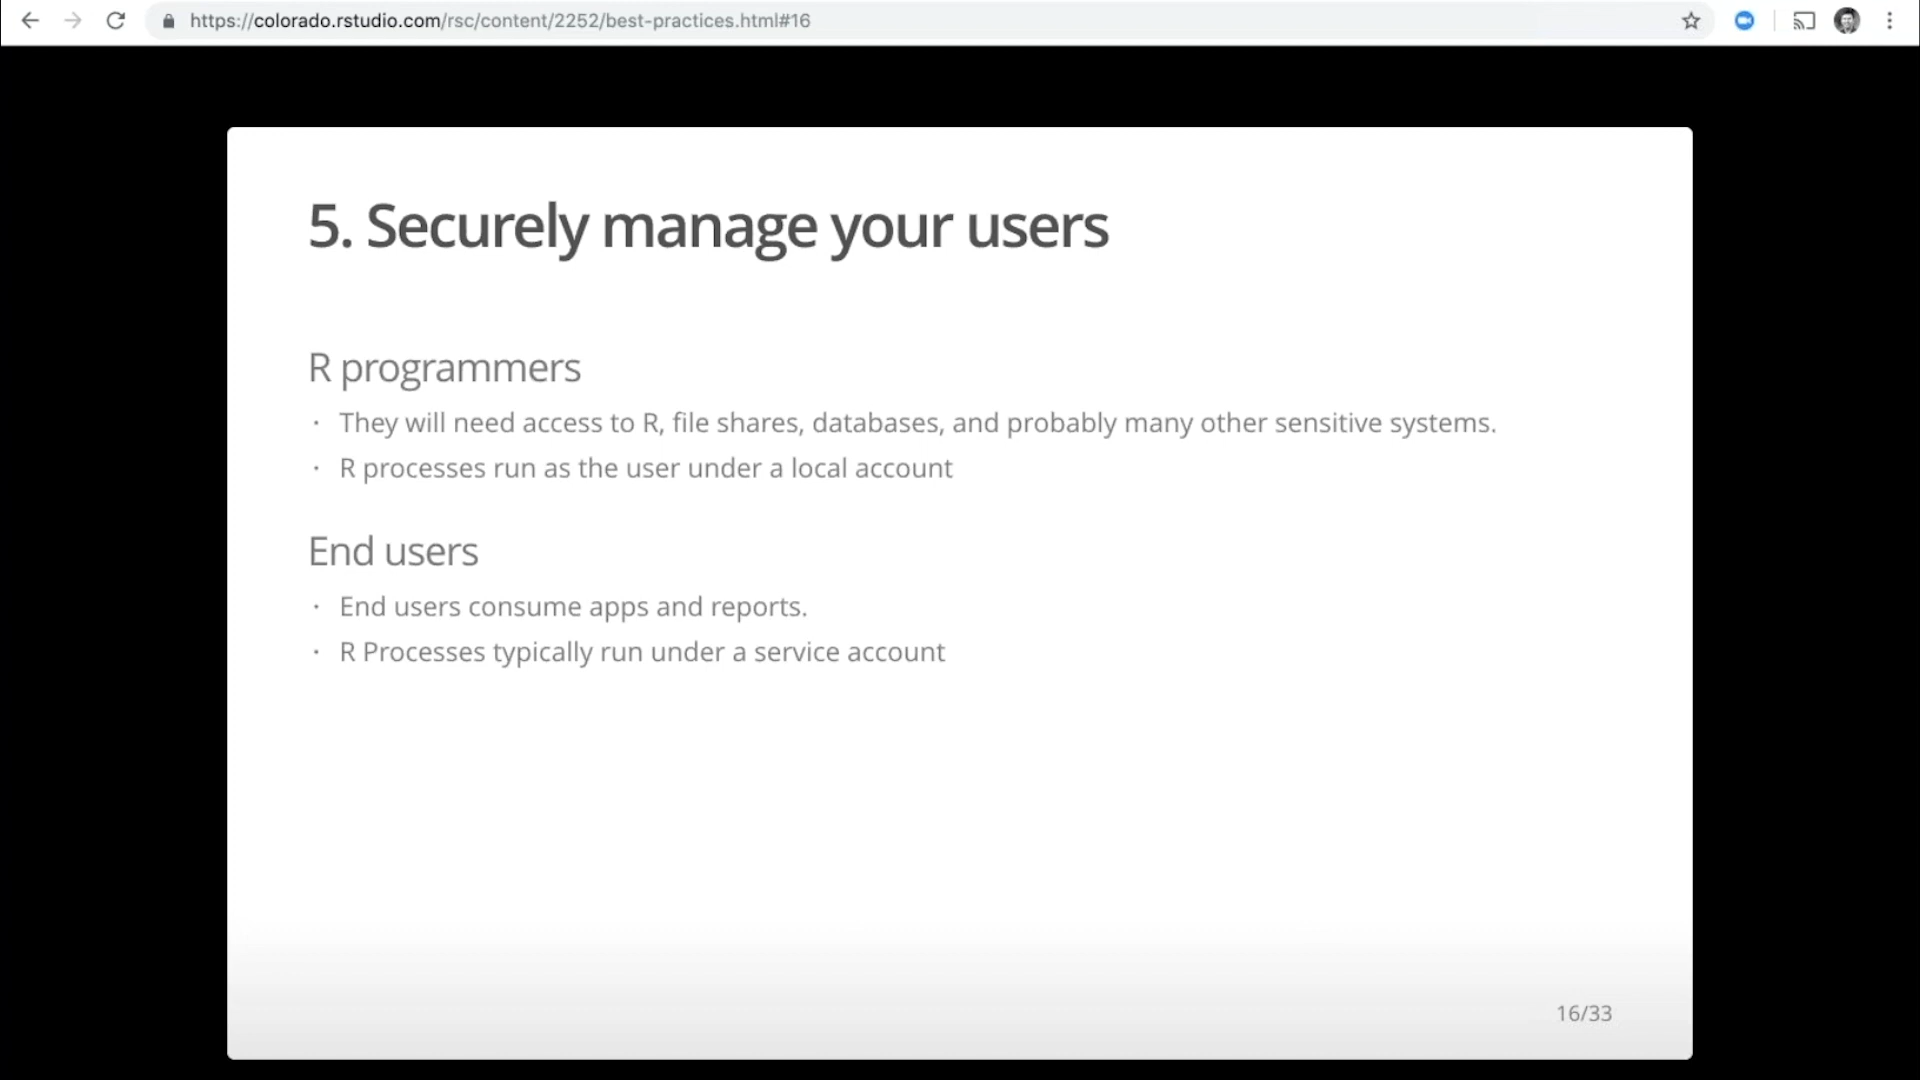 https://colorado.rstudio.com/rsc/content/2252/best-practices.html#16
5. Securely manage your users
R programmers
· They will need access to R, file shares, databases, and probably many other sensitive systems.
· R processes run as the user under a local account
End users
· End users consume apps and reports.
· R Processes typically run under a service account
16/33